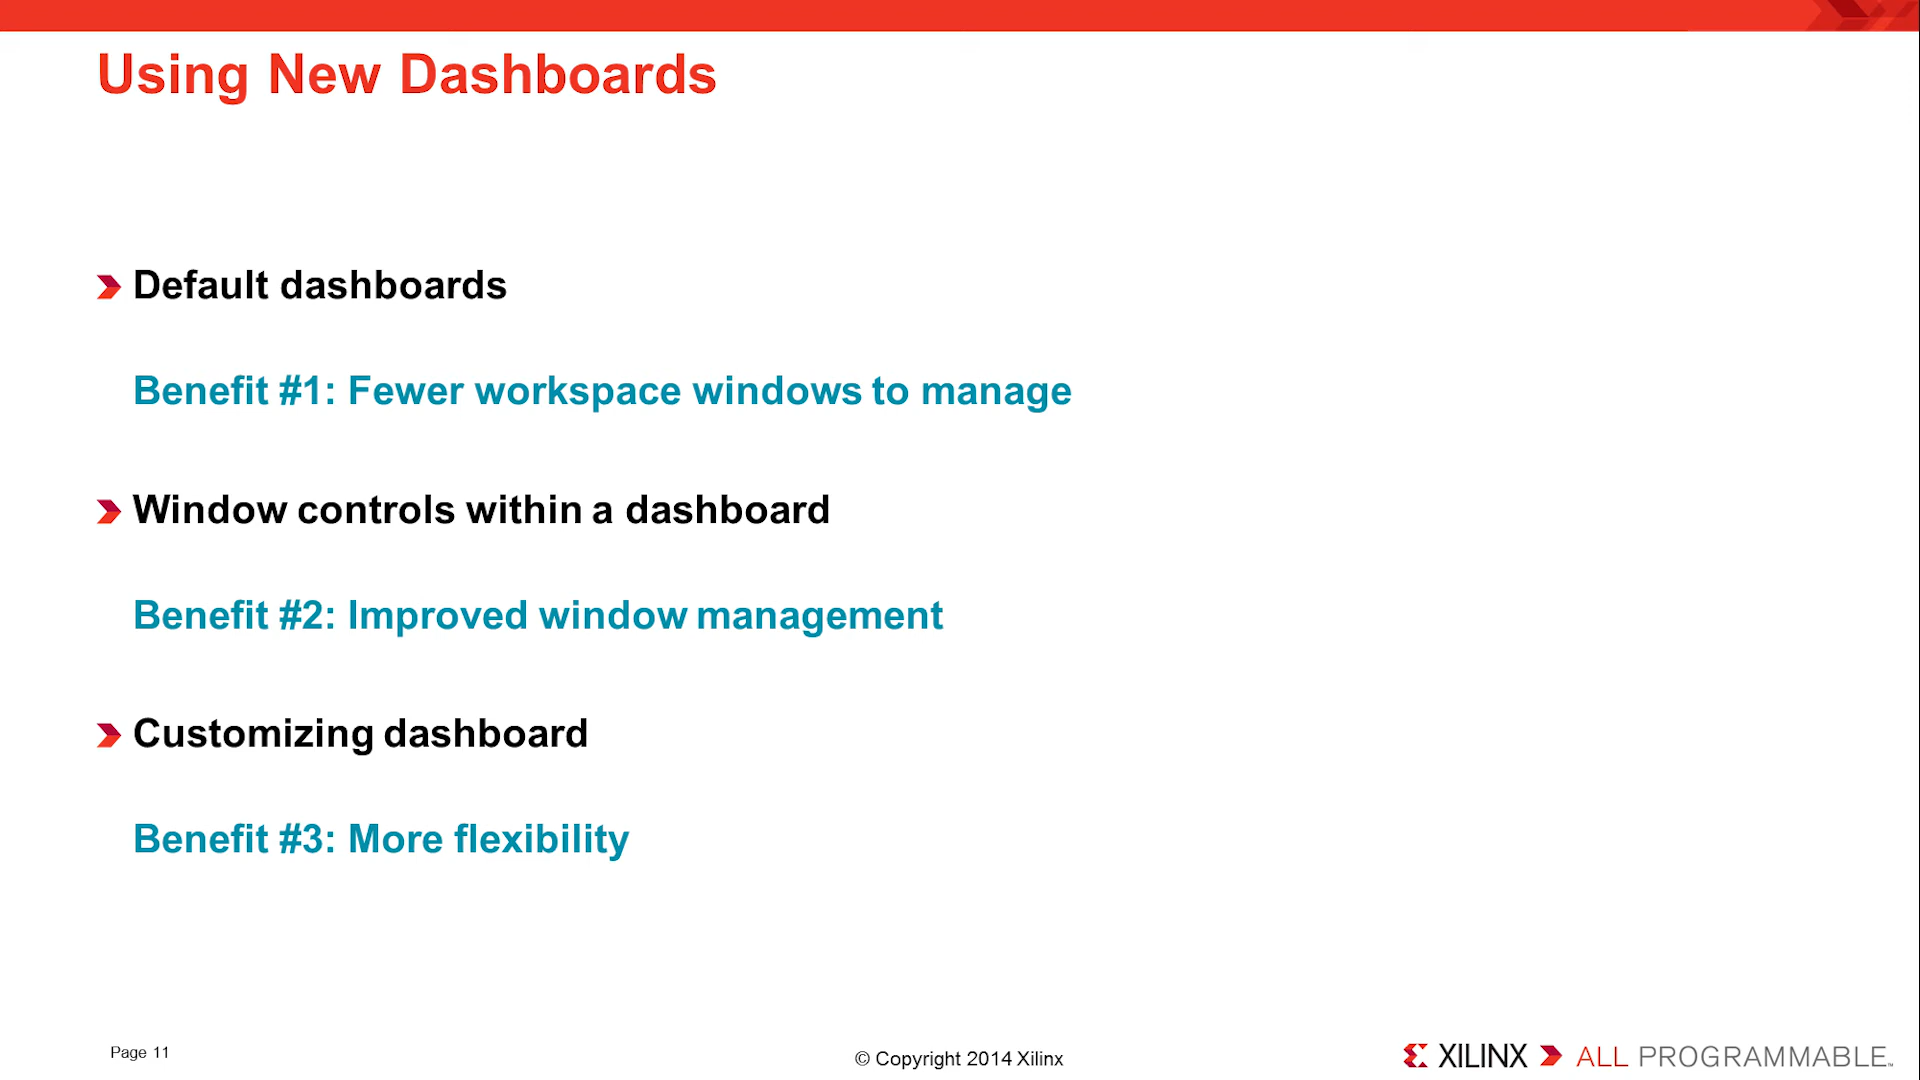 Using New Dashboards
Default dashboards
Benefit #1: Fewer workspace windows to manage
Window controls within a dashboard
Benefit #2: Improved window management
Customizing dashboard
Benefit #3: More flexibility
Page 11
© Copyright 2014 Xilinx
XILINX ALL PROGRAMMABLE™